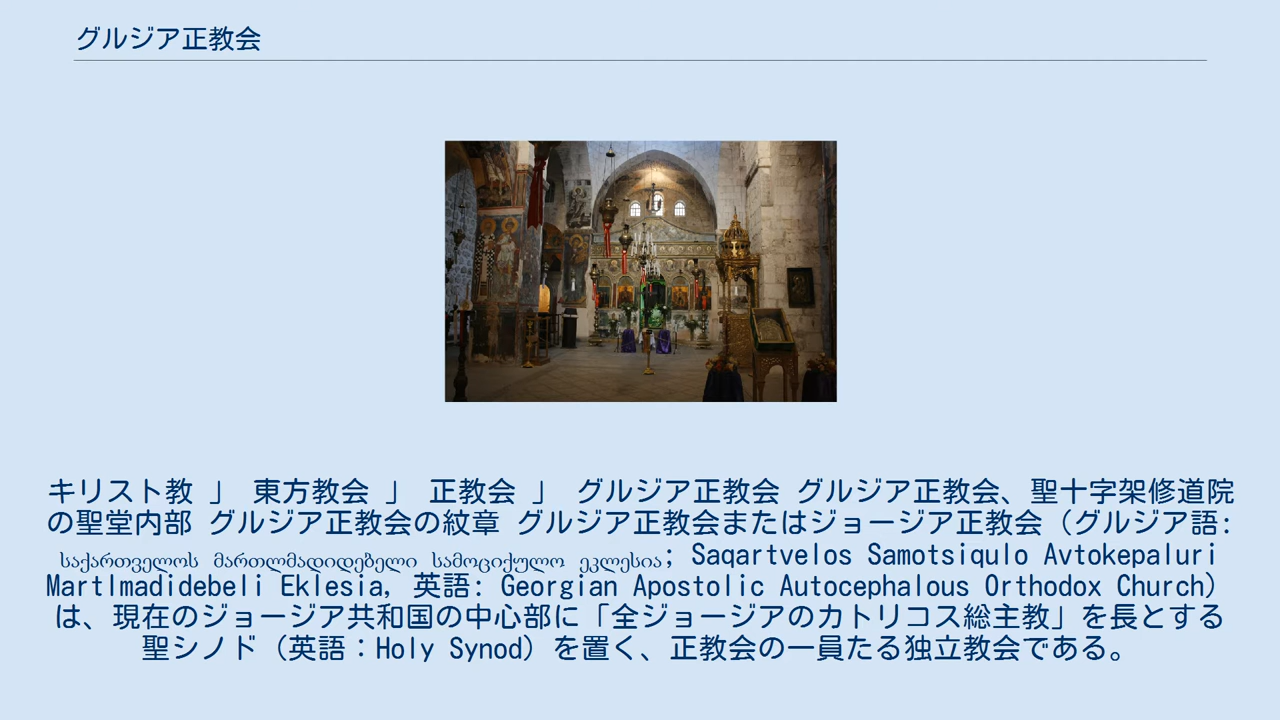 グルジア正教会
キリスト教 」 東方教会 」 正教会 」 グルジア正教会 グルジア正教会、聖十字架修道院
の聖堂内部 グルジア正教会の紋章 グルジア正教会またはジョージア正教会（グルジア語:
საქართველოს მართლმადიდებელი სამოციქულო ეკლესია; Saqartvelos Samotsiqulo Avtokepaluri
Martlmadidebeli Eklesia, 英語: Georgian Apostolic Autocephalous Orthodox Church）
は、現在のジョージア共和国の中心部に「全ジョージアのカトリコス総主教」を長とする
聖シノド（英語：Holy Synod）を置く、正教会の一員たる独立教会である。